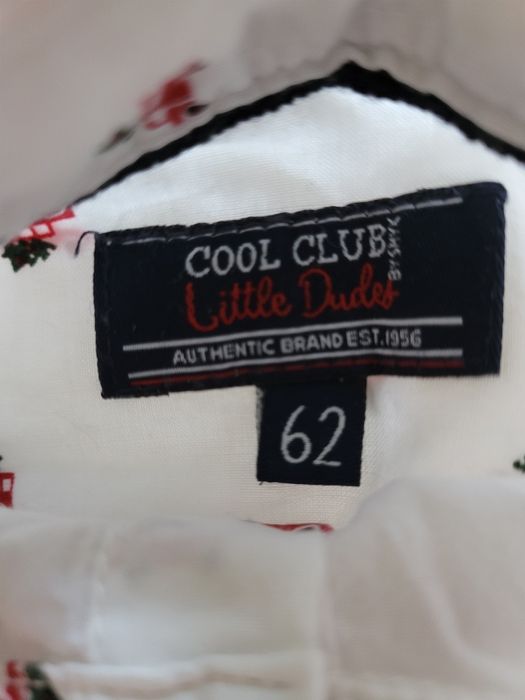 COOL CLUB
BY SMYK
Little Dudes
AUTHENTIC BRAND EST.1956
62